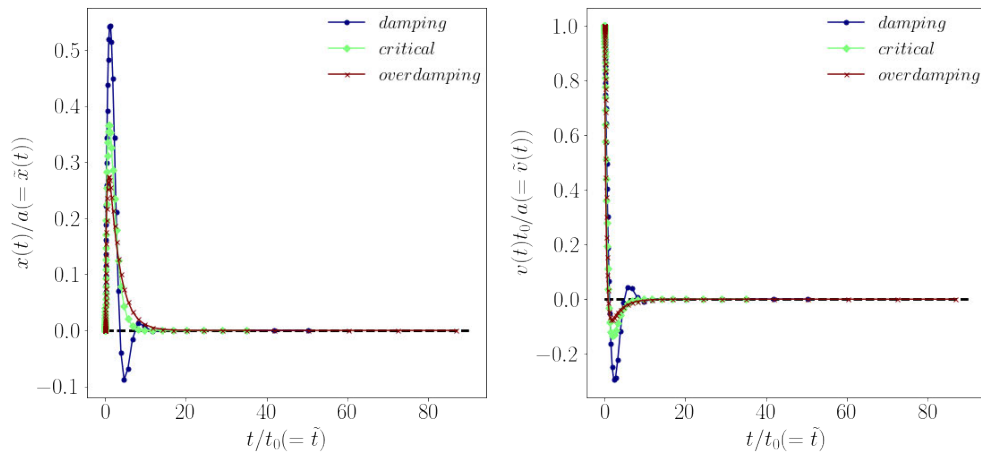 damping
critical
overdamping
0.5
0.4
0.3
0.2
0.1
0.0
−0.1
x(t)/a(= x̃(t))
0
20
40
60
80
t/t₀(= t̃)
damping
critical
overdamping
1.0
0.8
0.6
0.4
0.2
0.0
−0.2
v(t)t₀/a(= ṽ(t))
0
20
40
60
80
t/t₀(= t̃)